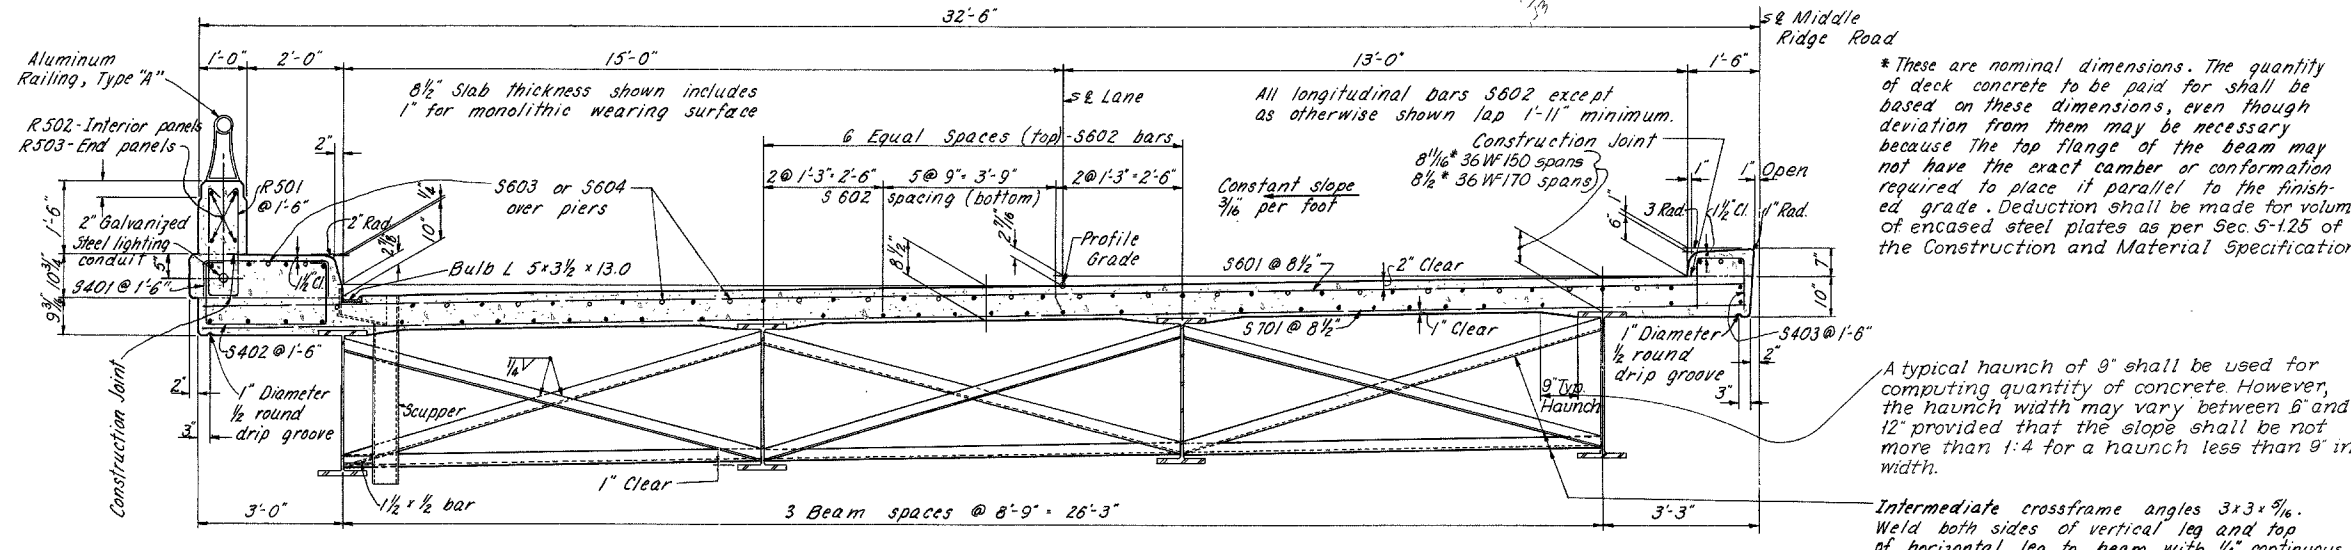 32'-6"
S ℄ Middle
Ridge Road
Aluminum
Railing, Type "A"
1'-0"
2'-0"
15'-0"
13'-0"
1'-6"
8½" Slab thickness shown includes
1" for monolithic wearing surface
S ℄ Lane
All longitudinal bars S602 except
as otherwise shown lap 1'-11" minimum.
* These are nominal dimensions. The quantity
of deck concrete to be paid for shall be
based on these dimensions, even though
deviation from them may be necessary
because The top flange of the beam may
not have the exact camber or conformation
required to place it parallel to the finish-
ed grade. Deduction shall be made for volum
of encased steel plates as per Sec. S-1.25 of
the Construction and Material Specification
R502-Interior panels
R503-End panels
2"
6 Equal Spaces (top)-S602 bars
Construction Joint
8 11/16"* 36 WF 150 spans
8½"* 36 WF 170 spans
1"
1" Open
R501
@ 1'-6"
S603 or S604
over piers
2 @ 1'-3" = 2'-6"
5 @ 9" = 3'-9"
2 @ 1'-3" = 2'-6"
S602 spacing (bottom)
Constant slope
3/16" per foot
1'-6"
2" Galvanized
Steel lighting
conduit
2" Rad.
10"
8½"
2 7/16"
Profile
Grade
6"
1"
3 Rad.
1½" Cl.
1" Rad.
5"
10¾"
9 3/16"
S401 @ 1'-6"
1½" Cl.
Bulb L 5 x 3½ x 13.0
S601 @ 8½"
2" Clear
7"
10"
S402 @ 1'-6"
S701 @ 8½"
1" Clear
1" Diameter
½ round
drip groove
S403 @ 1'-6"
2"
3"
Construction Joint
2"
3"
1" Diameter
½ round
drip groove
¼
Scupper
9" Typ.
Haunch
A typical haunch of 9" shall be used for
computing quantity of concrete. However,
the haunch width may vary between 6" and
12" provided that the slope shall be not
more than 1:4 for a haunch less than 9" in
width.
1½ x ½ bar
1" Clear
3'-0"
3 Beam spaces @ 8'-9" = 26'-3"
3'-3"
Intermediate crossframe angles 3 x 3 x 5/16.
Weld both sides of vertical leg and top
of horizontal leg to beam with ¼" continuous